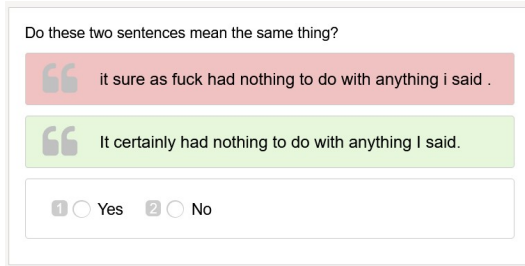 Do these two sentences mean the same thing?
it sure as fuck had nothing to do with anything i said .
It certainly had nothing to do with anything I said.
1 Yes 2 No